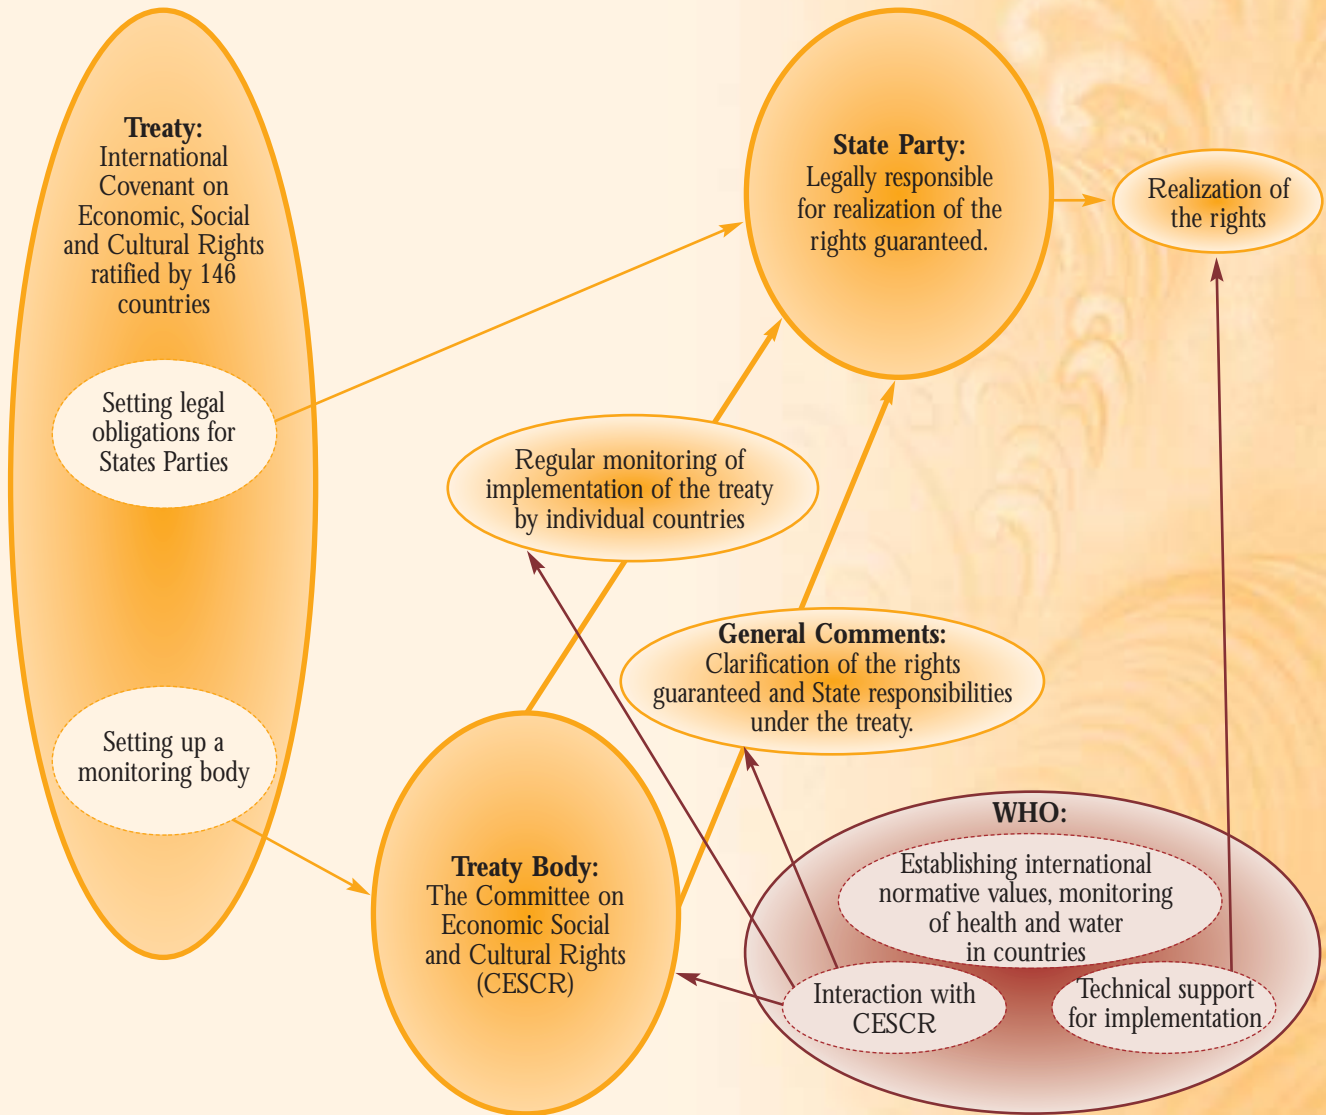 Treaty:
International
Covenant on
Economic, Social
and Cultural Rights
ratified by 146
countries
Setting legal
obligations for
States Parties
Setting up a
monitoring body
State Party:
Legally responsible
for realization of the
rights guaranteed.
Realization of
the rights
Regular monitoring of
implementation of the treaty
by individual countries
General Comments:
Clarification of the rights
guaranteed and State responsibilities
under the treaty.
Treaty Body:
The Committee on
Economic Social
and Cultural Rights
(CESCR)
WHO:
Establishing international
normative values, monitoring
of health and water
in countries
Interaction with
CESCR
Technical support
for implementation